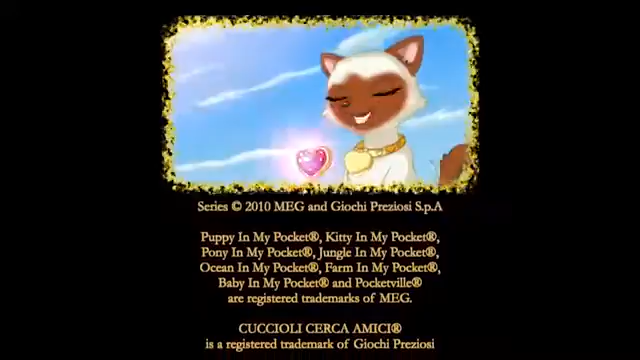 Series © 2010 MEG and Giochi Preziosi S.p.A
Puppy In My Pocket®, Kitty In My Pocket®,
Pony In My Pocket®, Jungle In My Pocket®,
Ocean In My Pocket®, Farm In My Pocket®,
Baby In My Pocket® and Pocketville®
are registered trademarks of MEG.
CUCCIOLI CERCA AMICI®
is a registered trademark of Giochi Preziosi